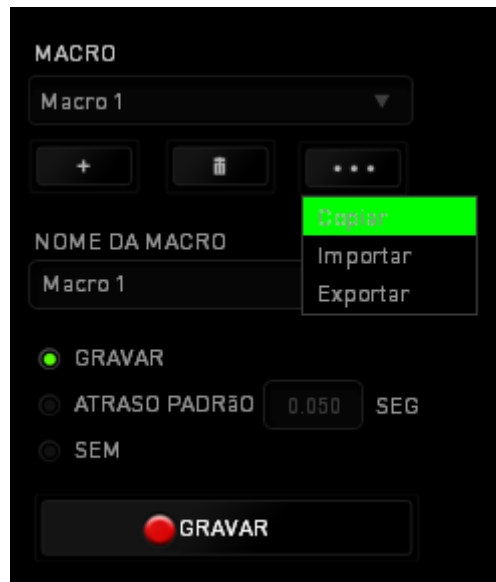 MACRO
Macro 1
+
•••
Copiar
NOME DA MACRO
Importar
Macro 1
Exportar
GRAVAR
ATRASO PADRãO 0.050 SEG
SEM
GRAVAR